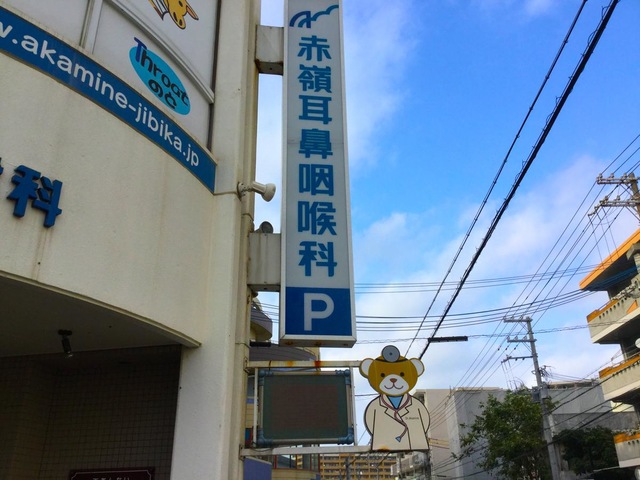 w.akamine-jibika.jp
Throat
のど
科
赤嶺耳鼻咽喉科
P